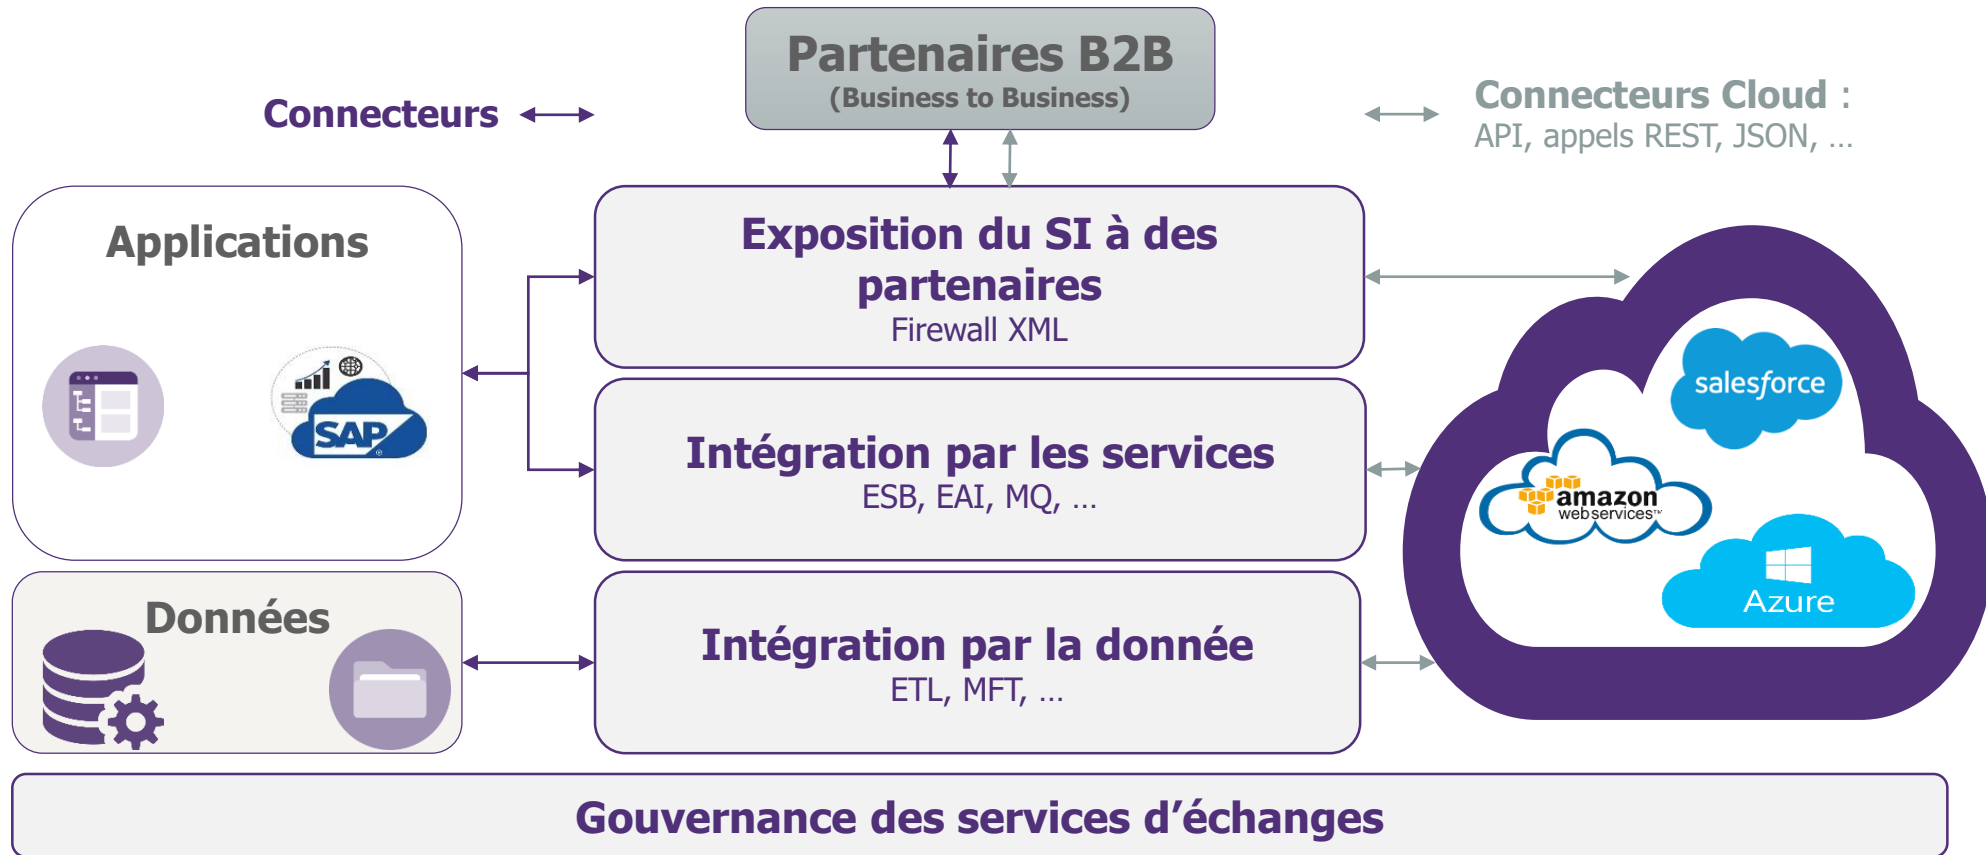 Partenaires B2B
(Business to Business)
Connecteurs
Connecteurs Cloud :
API, appels REST, JSON, ...
Applications
SAP
Exposition du SI à des
partenaires
Firewall XML
salesforce
Intégration par les services
ESB, EAI, MQ, ...
amazon
webservices™
Azure
Données
Intégration par la donnée
ETL, MFT, ...
Gouvernance des services d’échanges